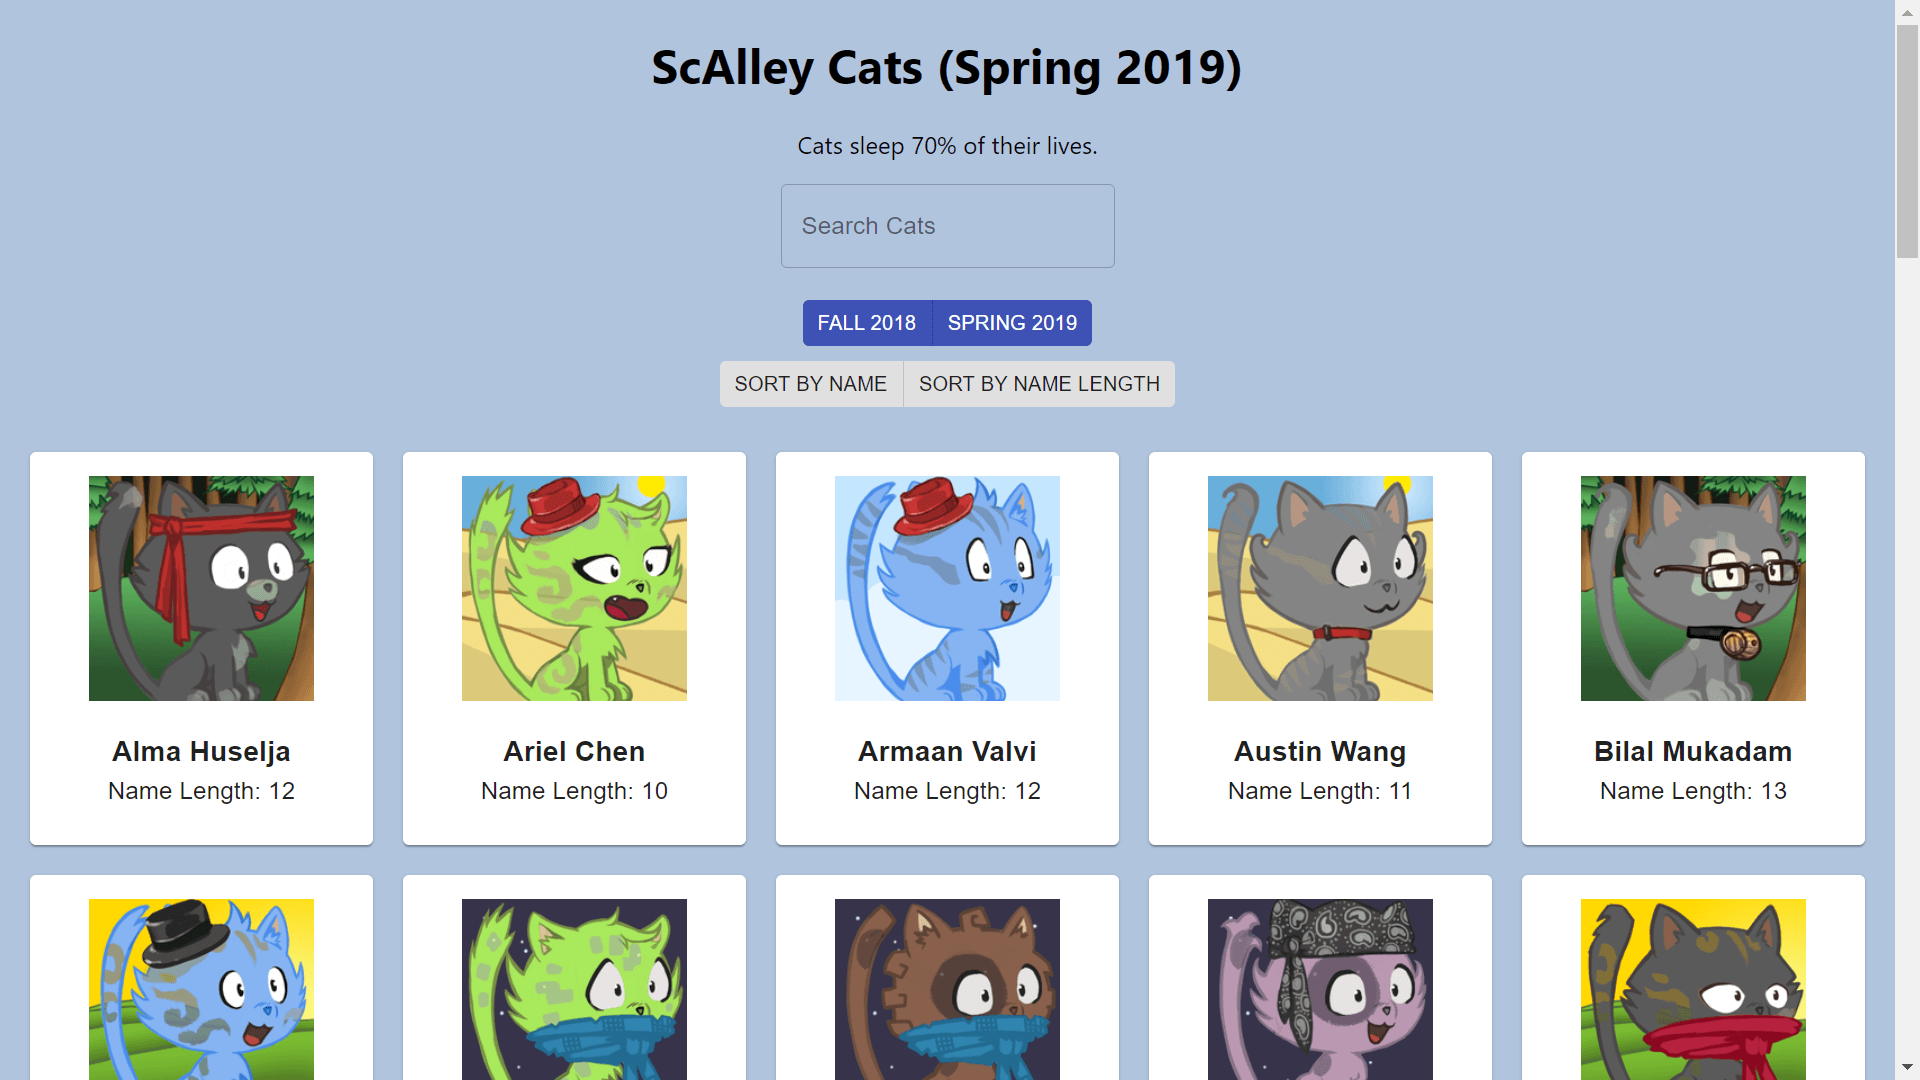 ScAlley Cats (Spring 2019)
Cats sleep 70% of their lives.
Search Cats
FALL 2018 SPRING 2019
SORT BY NAME SORT BY NAME LENGTH
Alma Huselja
Name Length: 12
Ariel Chen
Name Length: 10
Armaan Valvi
Name Length: 12
Austin Wang
Name Length: 11
Bilal Mukadam
Name Length: 13